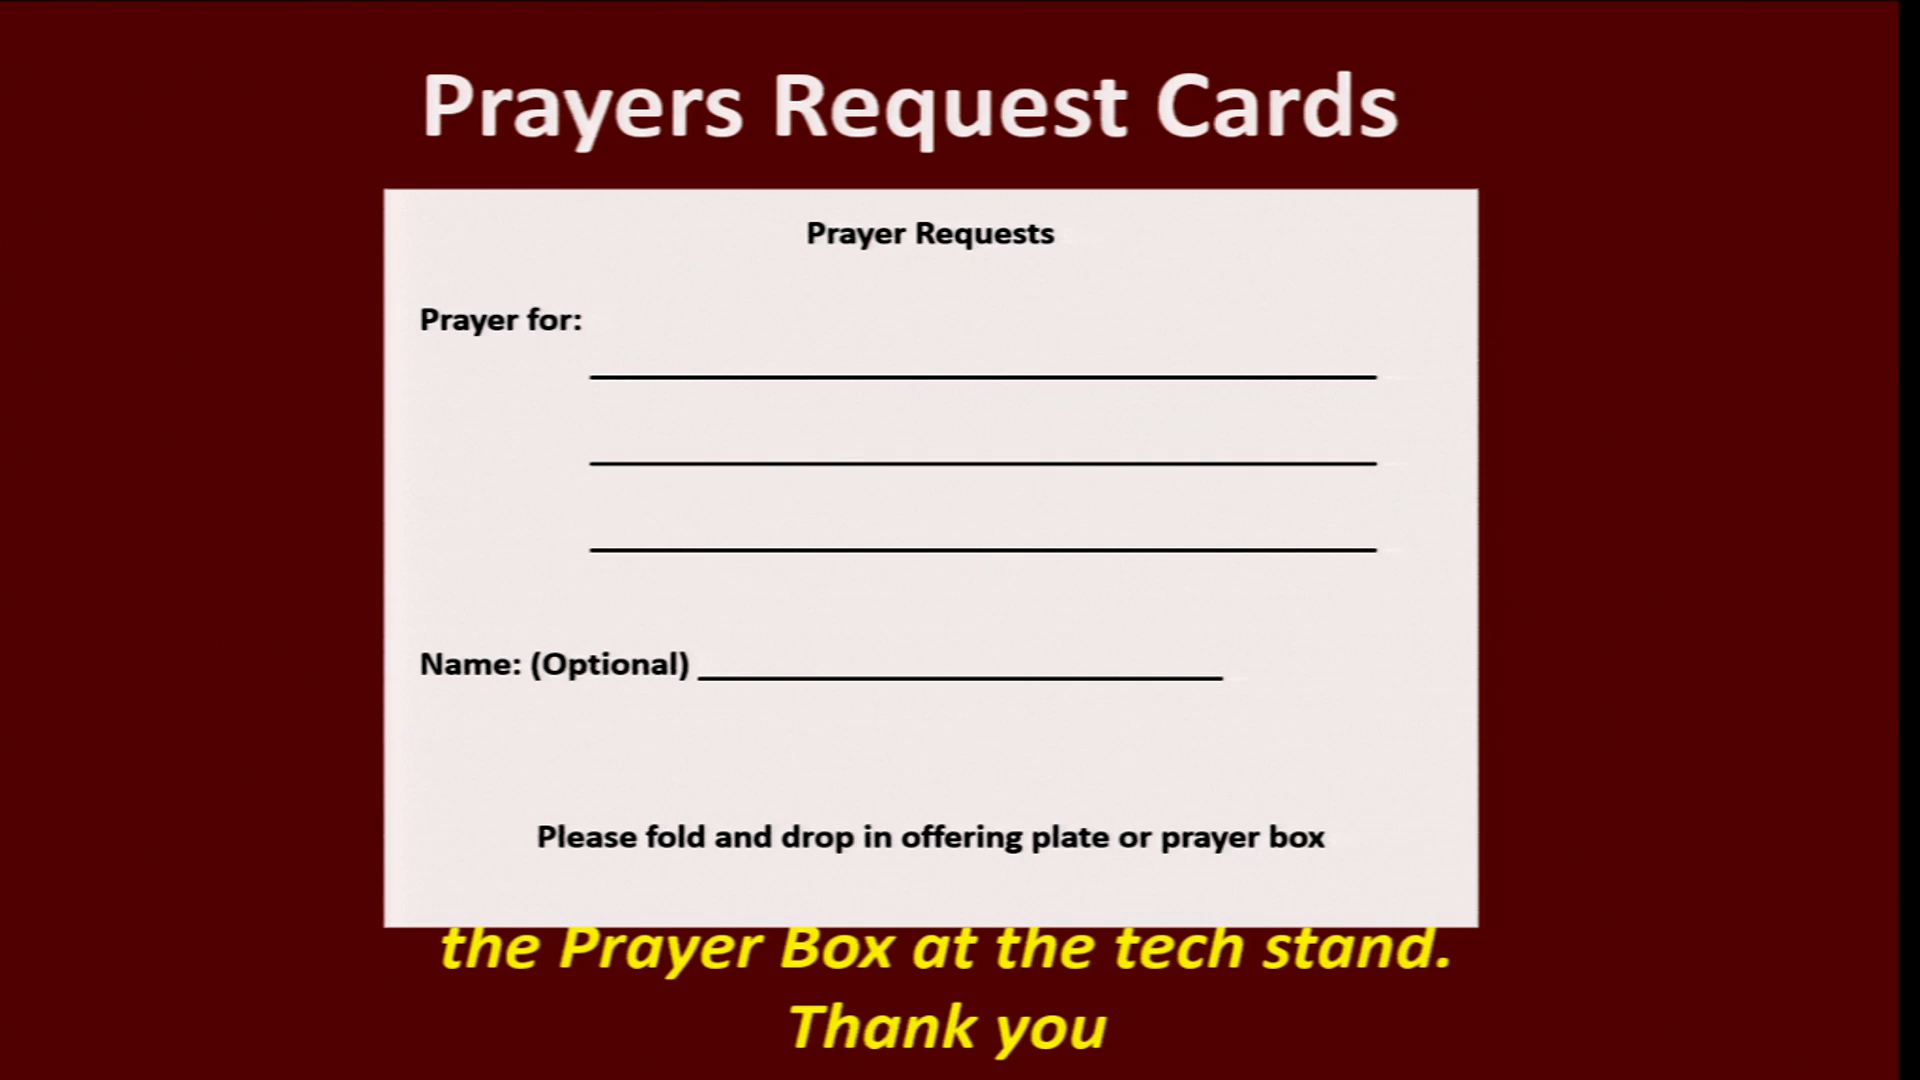 Prayers Request Cards
Prayer Requests
Prayer for:
Name: (Optional)
Please fold and drop in offering plate or prayer box
the Prayer Box at the tech stand.
Thank you